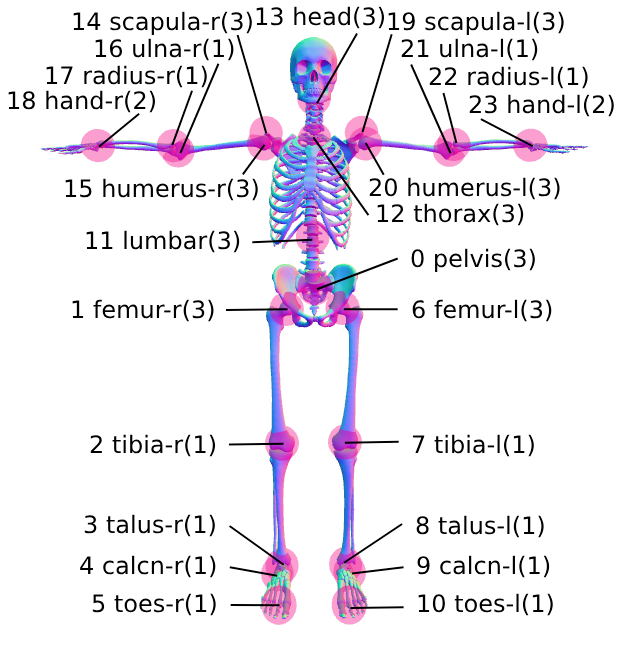 14 scapula-r(3)
13 head(3)
19 scapula-l(3)
16 ulna-r(1)
21 ulna-l(1)
17 radius-r(1)
22 radius-l(1)
18 hand-r(2)
23 hand-l(2)
15 humerus-r(3)
20 humerus-l(3)
12 thorax(3)
11 lumbar(3)
0 pelvis(3)
1 femur-r(3)
6 femur-l(3)
2 tibia-r(1)
7 tibia-l(1)
3 talus-r(1)
8 talus-l(1)
4 calcn-r(1)
9 calcn-l(1)
5 toes-r(1)
10 toes-l(1)